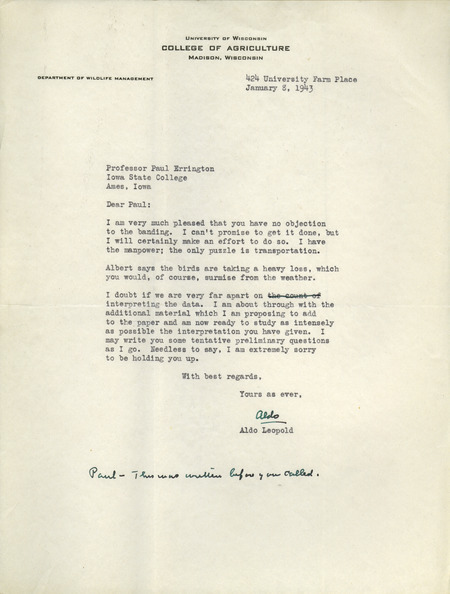 UNIVERSITY OF WISCONSIN
COLLEGE OF AGRICULTURE
MADISON, WISCONSIN
DEPARTMENT OF WILDLIFE MANAGEMENT
424 University Farm Place
January 8, 1943
Professor Paul Errington
Iowa State College
Ames, Iowa
Dear Paul:
I am very much pleased that you have no objection
to the banding. I can't promise to get it done, but
I will certainly make an effort to do so. I have
the manpower; the only puzzle is transportation.
Albert says the birds are taking a heavy loss, which
you would, of course, surmise from the weather.
I doubt if we are very far apart on the count of
interpreting the data. I am about through with the
additional material which I am proposing to add
to the paper and am now ready to study as intensely
as possible the interpretation you have given. I
may write you some tentative preliminary questions
as I go. Needless to say, I am extremely sorry
to be holding you up.
With best regards,
Yours as ever,
Aldo
Aldo Leopold
Paul – This was written before you called.